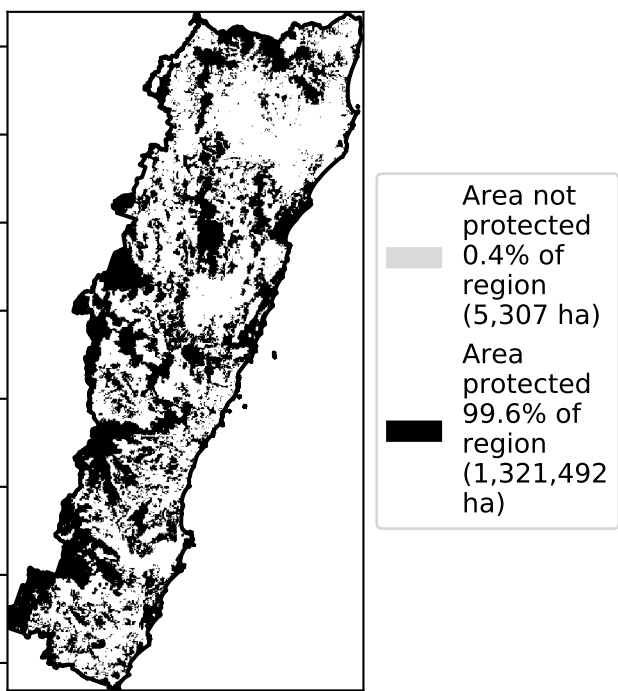 Area not
protected
0.4% of
region
(5,307 ha)
Area
protected
99.6% of
region
(1,321,492
ha)